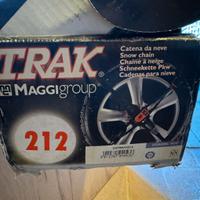 TRAK
MAGGIgroup
212
Catena da neve
Snow chain
Chaîne à neige
Schneekette Pkw
Cadenas para nieve